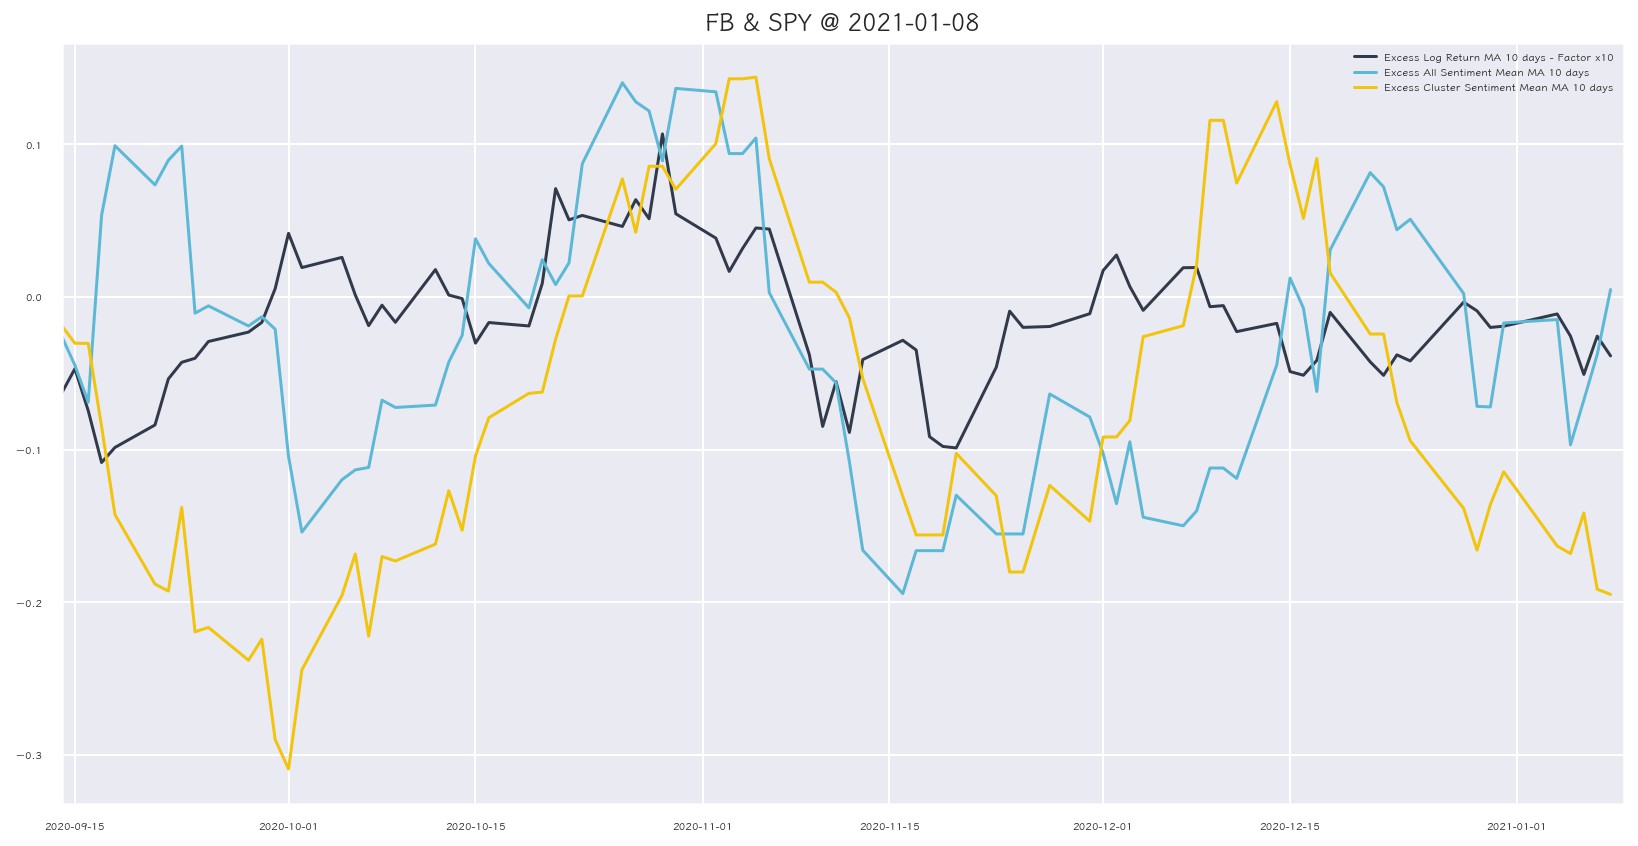 FB & SPY @ 2021-01-08
Excess Log Return MA 10 days - Factor x10
Excess All Sentiment Mean MA 10 days
Excess Cluster Sentiment Mean MA 10 days
0.1
0.0
−0.1
−0.2
−0.3
2020-09-15 2020-10-01 2020-10-15 2020-11-01 2020-11-15 2020-12-01 2020-12-15 2021-01-01